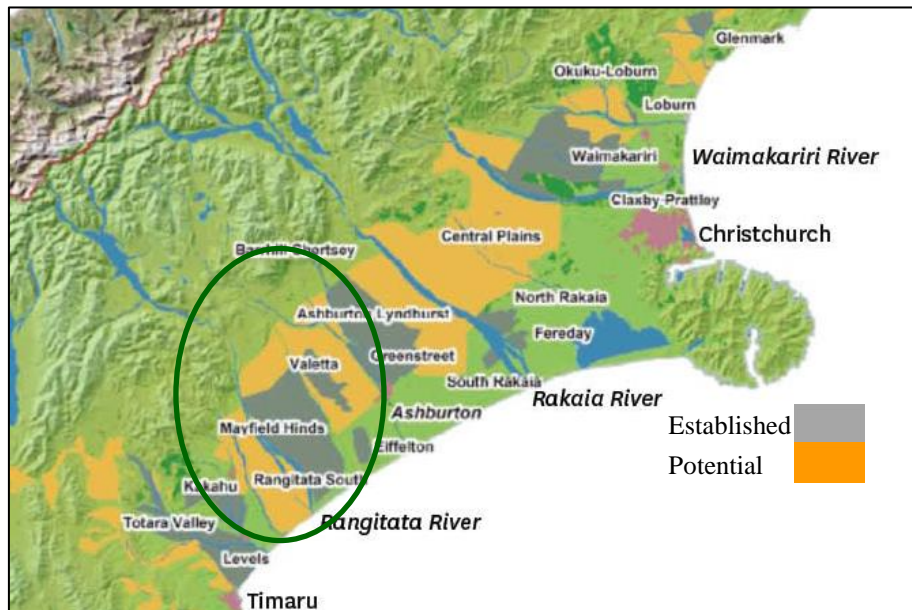 Glenmark
Okuku-Loburn
Loburn
Waimakariri
Waimakariri River
Claxby-Prattley
Christchurch
Central Plains
Barrhill Chertsey
North Rakaia
Ashburton Lyndhurst
Fereday
Greenstreet
Valetta
South Rakaia
Rakaia River
Ashburton
Established
Mayfield Hinds
Eiffelton
Potential
Rangitata South
Kakahu
Totara Valley
Rangitata River
Levels
Timaru